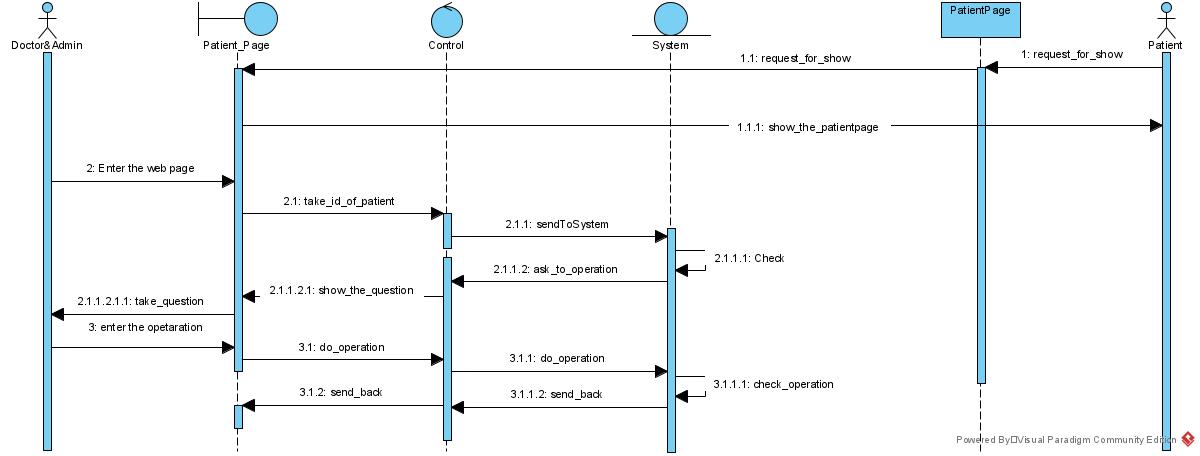 Doctor&Admin
Patient_Page
Control
System
PatientPage
Patient
1: request_for_show
1.1: request_for_show
1.1.1: show_the_patientpage
2: Enter the web page
2.1: take_id_of_patient
2.1.1: sendToSystem
2.1.1.1: Check
2.1.1.2: ask_to_operation
2.1.1.2.1: show_the_question
2.1.1.2.1.1: take_question
3: enter the opetaration
3.1: do_operation
3.1.1: do_operation
3.1.1.1: check_operation
3.1.1.2: send_back
3.1.2: send_back
Powered By□Visual Paradigm Community Edition